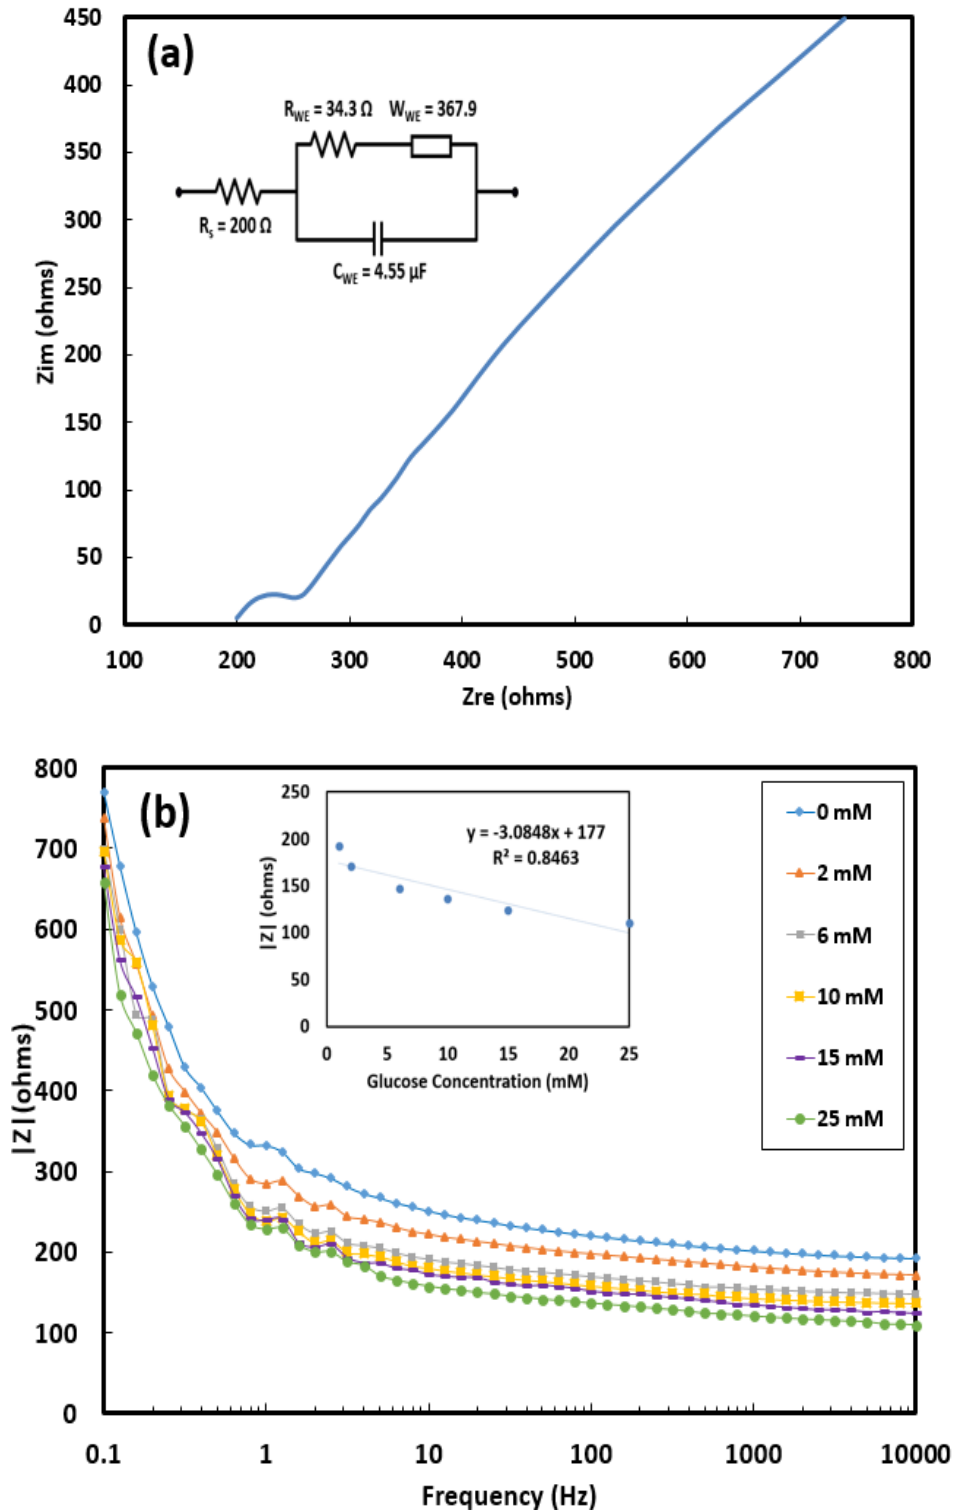 (a)
450
400
350
300
250
200
150
100
50
0
Zim (ohms)
R_WE = 34.3 Ω W_WE = 367.9
R_s = 200 Ω
C_WE = 4.55 µF
100 200 300 400 500 600 700 800
Zre (ohms)
(b)
800
700
600
500
400
300
200
100
0
|Z| (ohms)
250
200
150
100
50
0
|Z| (ohms)
y = -3.0848x + 177
R² = 0.8463
0 5 10 15 20 25
Glucose Concentration (mM)
0 mM
2 mM
6 mM
10 mM
15 mM
25 mM
0.1 1 10 100 1000 10000
Frequency (Hz)